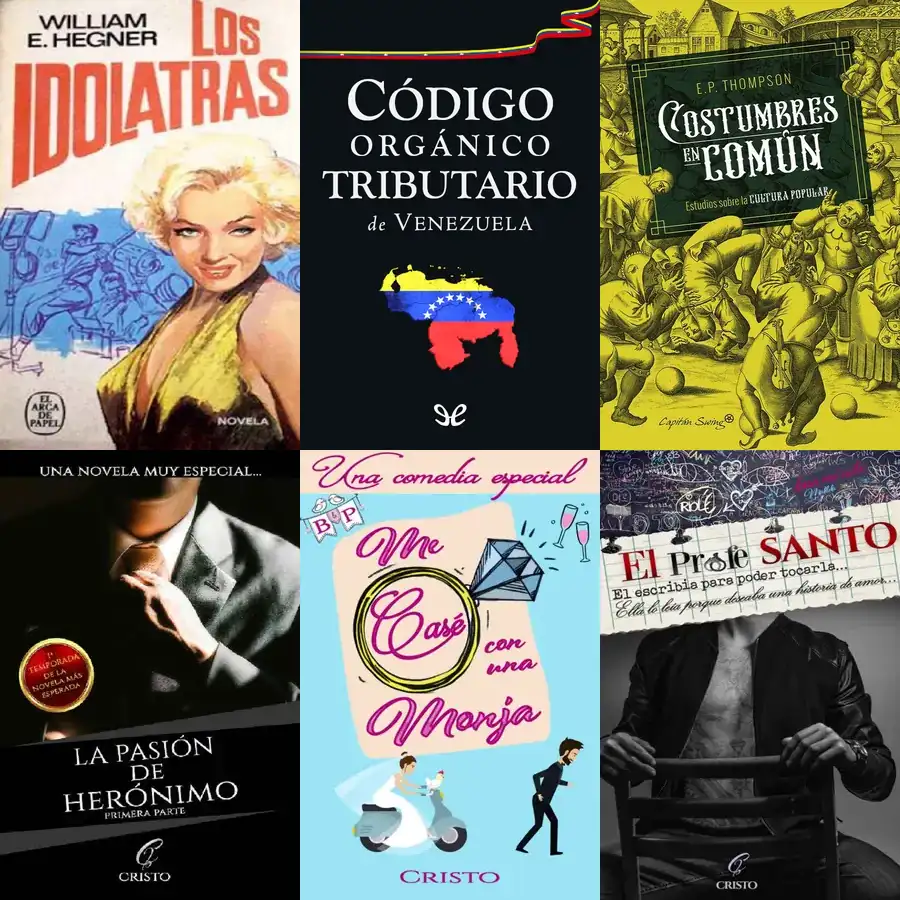 WILLIAM
E. HEGNER
LOS
IDOLATRAS
EL
ARCA
DE
PAPEL
NOVELA
CÓDIGO
ORGÁNICO
TRIBUTARIO
de VENEZUELA
E. P. THOMPSON
COSTUMBRES
EN COMÚN
Estudios sobre la CULTURA POPULAR
Capitán Swing
UNA NOVELA MUY ESPECIAL...
1ª
TEMPORADA
DE LA
NOVELA MÁS
ESPERADA
LA PASIÓN
DE
HERÓNIMO
PRIMERA PARTE
CRISTO
Una comedia especial
B P
Me
Casé
con
una
Monja
CRISTO
El Profe SANTO
El escribia para poder tocarla...
Ella lo leia porque deseaba una historia de amor...
CRISTO